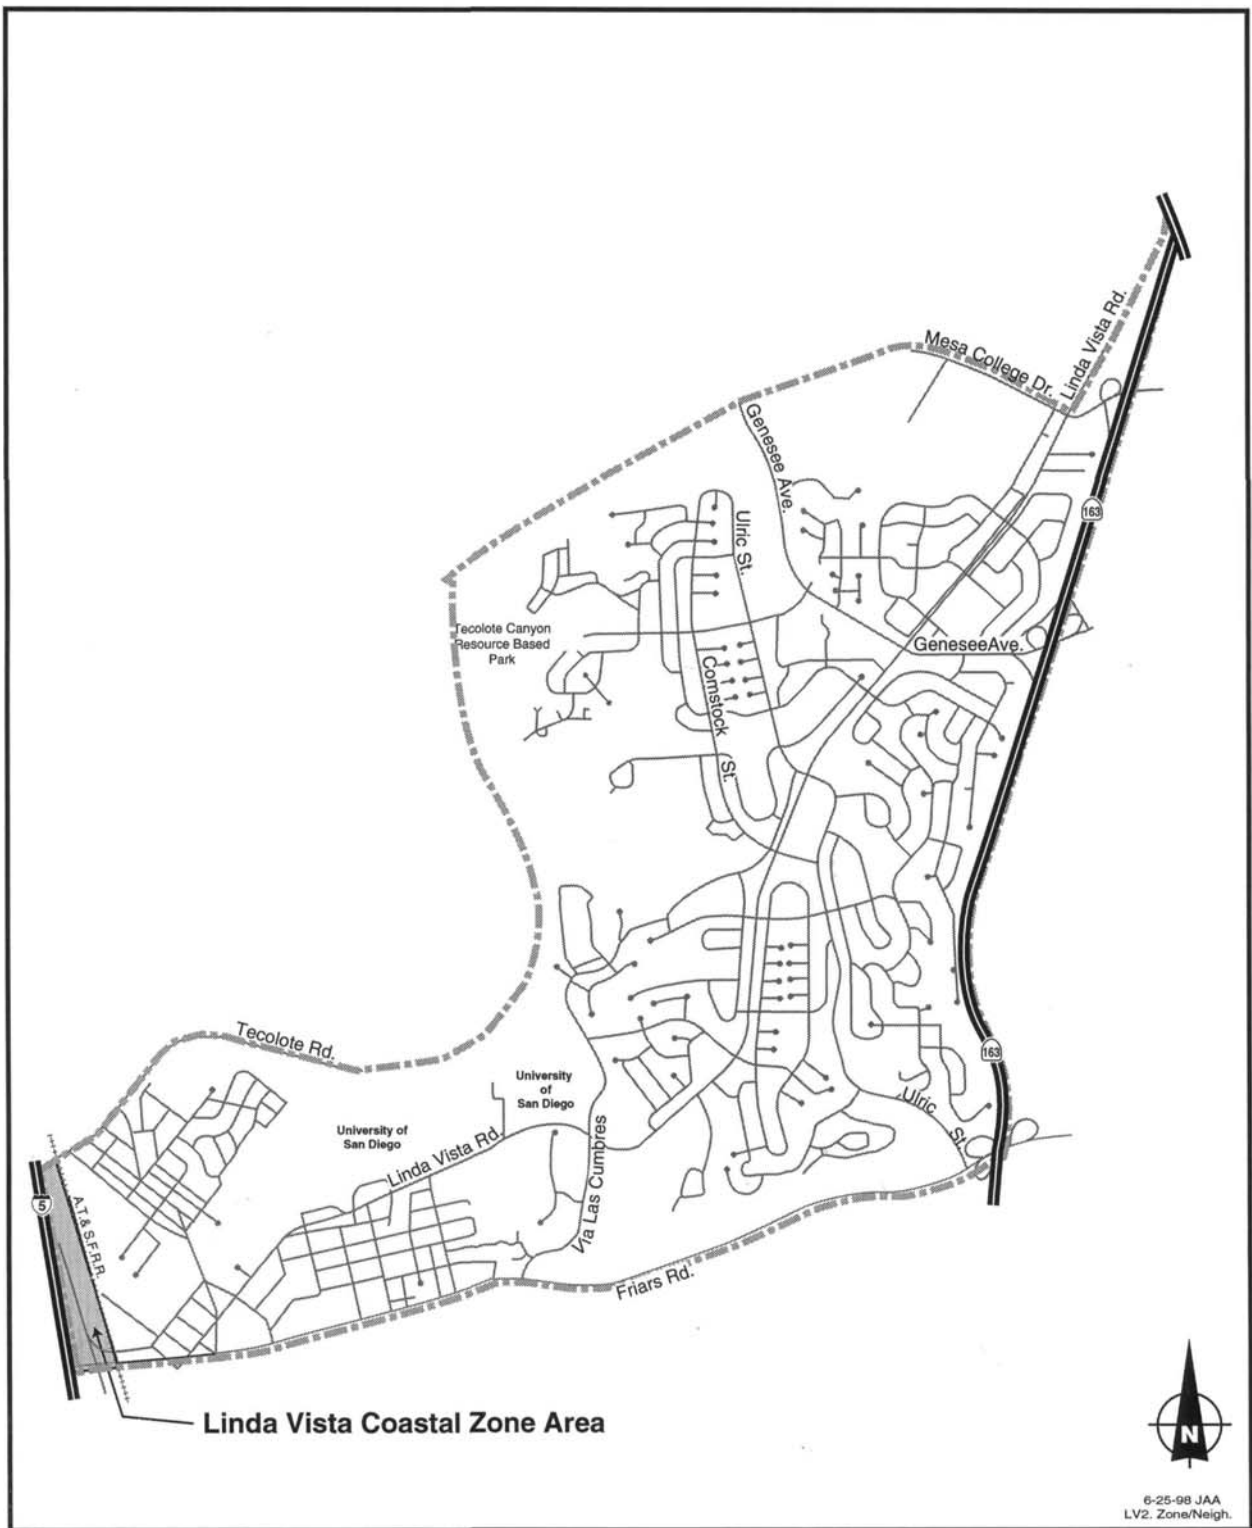 Linda Vista Rd.
Mesa College Dr.
Genesee Ave.
163
Ulric St.
Tecolote Canyon
Resource Based
Park
GeneseeAve.
Comstock St.
Tecolote Rd.
163
University
of
San Diego
University of
San Diego
Ulric St.
Linda Vista Rd.
Via Las Cumbres
5
A.T.& S.F.R.R.
Friars Rd.
Linda Vista Coastal Zone Area
N
6-25-98 JAA
LV2. Zone/Neigh.